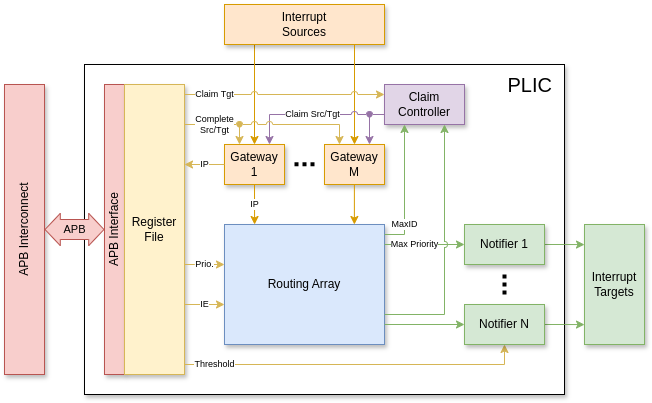 Interrupt
Sources
PLIC
Claim Tgt
Claim
Controller
Complete
Src/Tgt
Claim Src/Tgt
IP
Gateway
1
Gateway
M
IP
APB Interconnect
APB
APB Interface
Register
File
MaxID
Max Priority
Notifier 1
Prio.
Routing Array
Interrupt
Targets
IE
Notifier N
Threshold